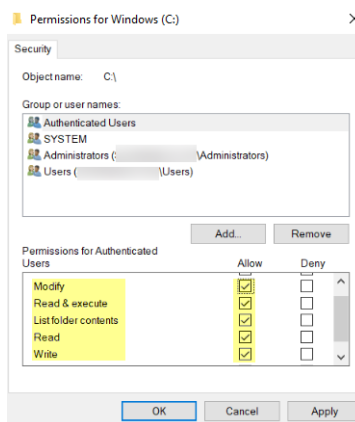 Permissions for Windows (C:)
Security
Object name: C:\
Group or user names:
Authenticated Users
SYSTEM
Administrators ( \Administrators)
Users ( \Users)
Add... Remove
Permissions for Authenticated
Users Allow Deny
Modify
Read & execute
List folder contents
Read
Write
OK Cancel Apply